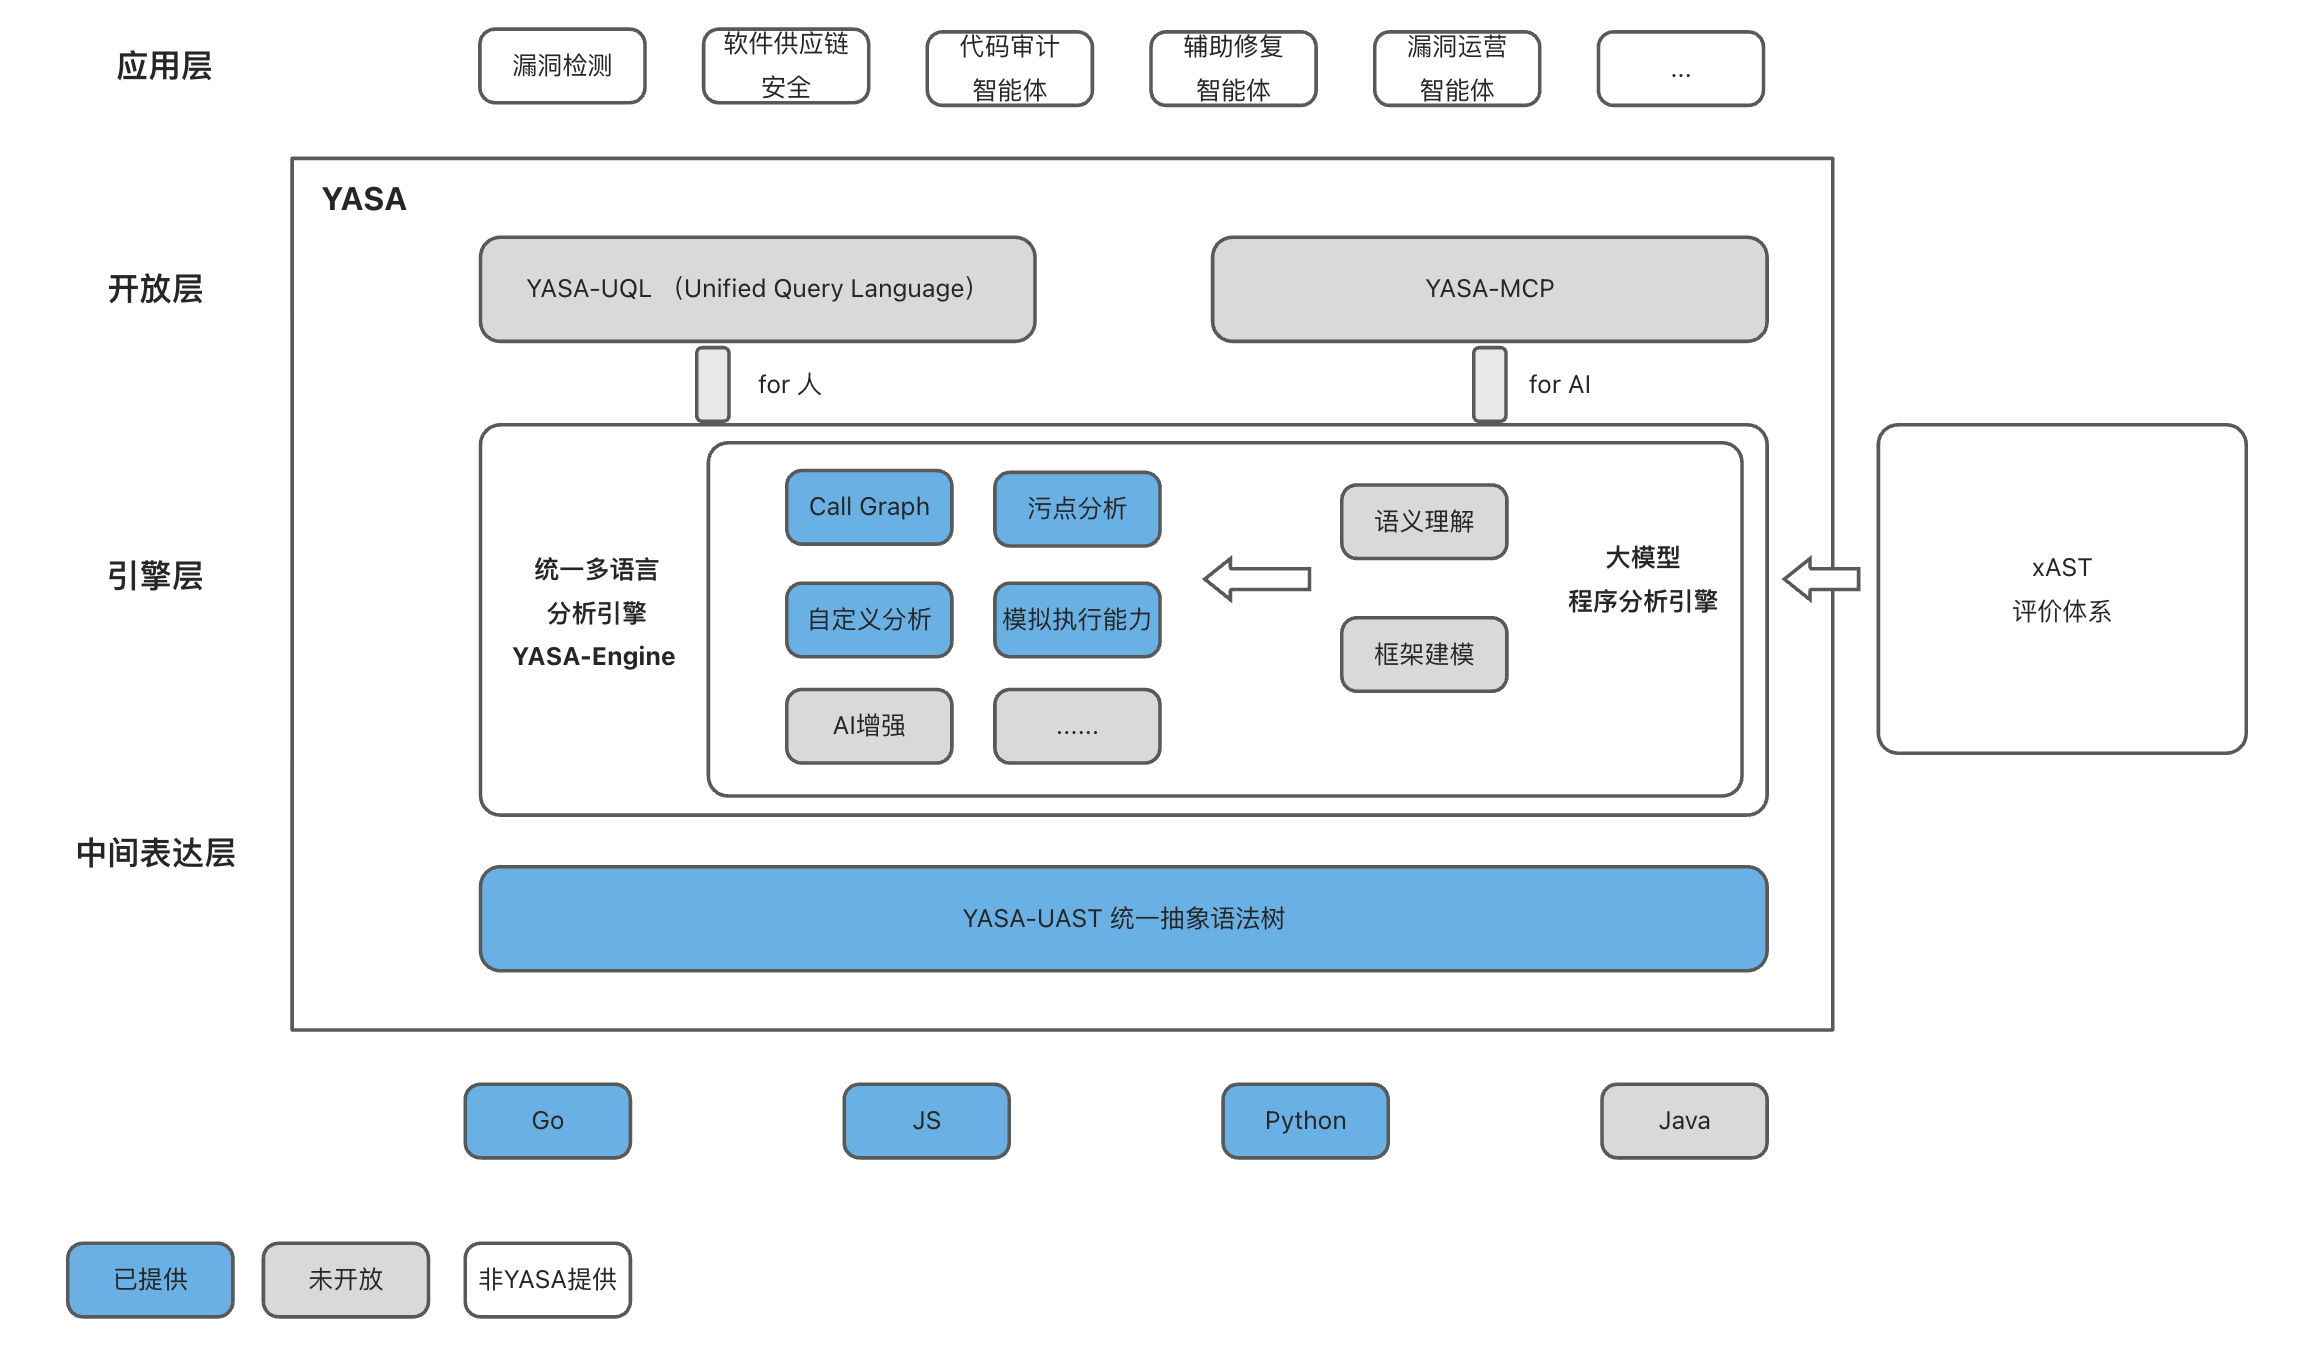 应用层
漏洞检测
软件供应链
安全
代码审计
智能体
辅助修复
智能体
漏洞运营
智能体
...
YASA
开放层
YASA-UQL （Unified Query Language）
YASA-MCP
for 人
for AI
引擎层
统一多语言
分析引擎
YASA-Engine
Call Graph
污点分析
自定义分析
模拟执行能力
AI增强
......
语义理解
框架建模
大模型
程序分析引擎
xAST
评价体系
中间表达层
YASA-UAST 统一抽象语法树
Go
JS
Python
Java
已提供
未开放
非YASA提供